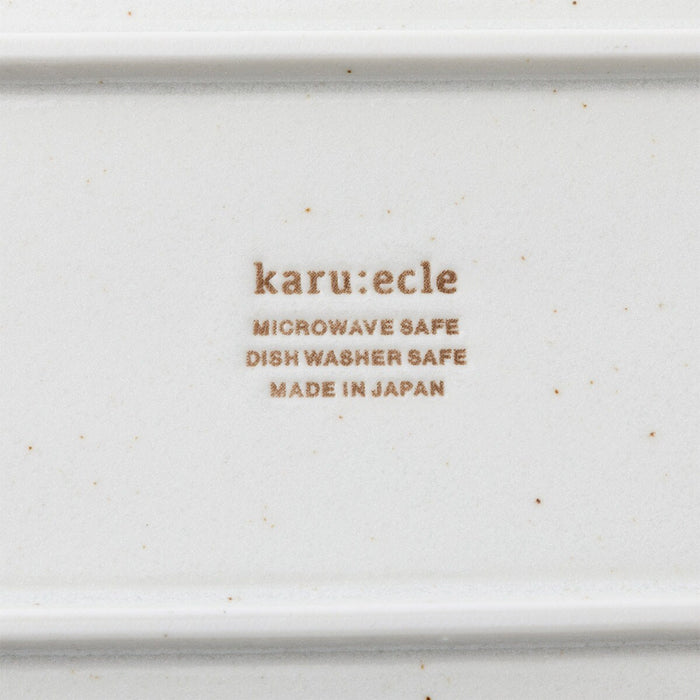 karu:ecle
MICROWAVE SAFE
DISH WASHER SAFE
MADE IN JAPAN